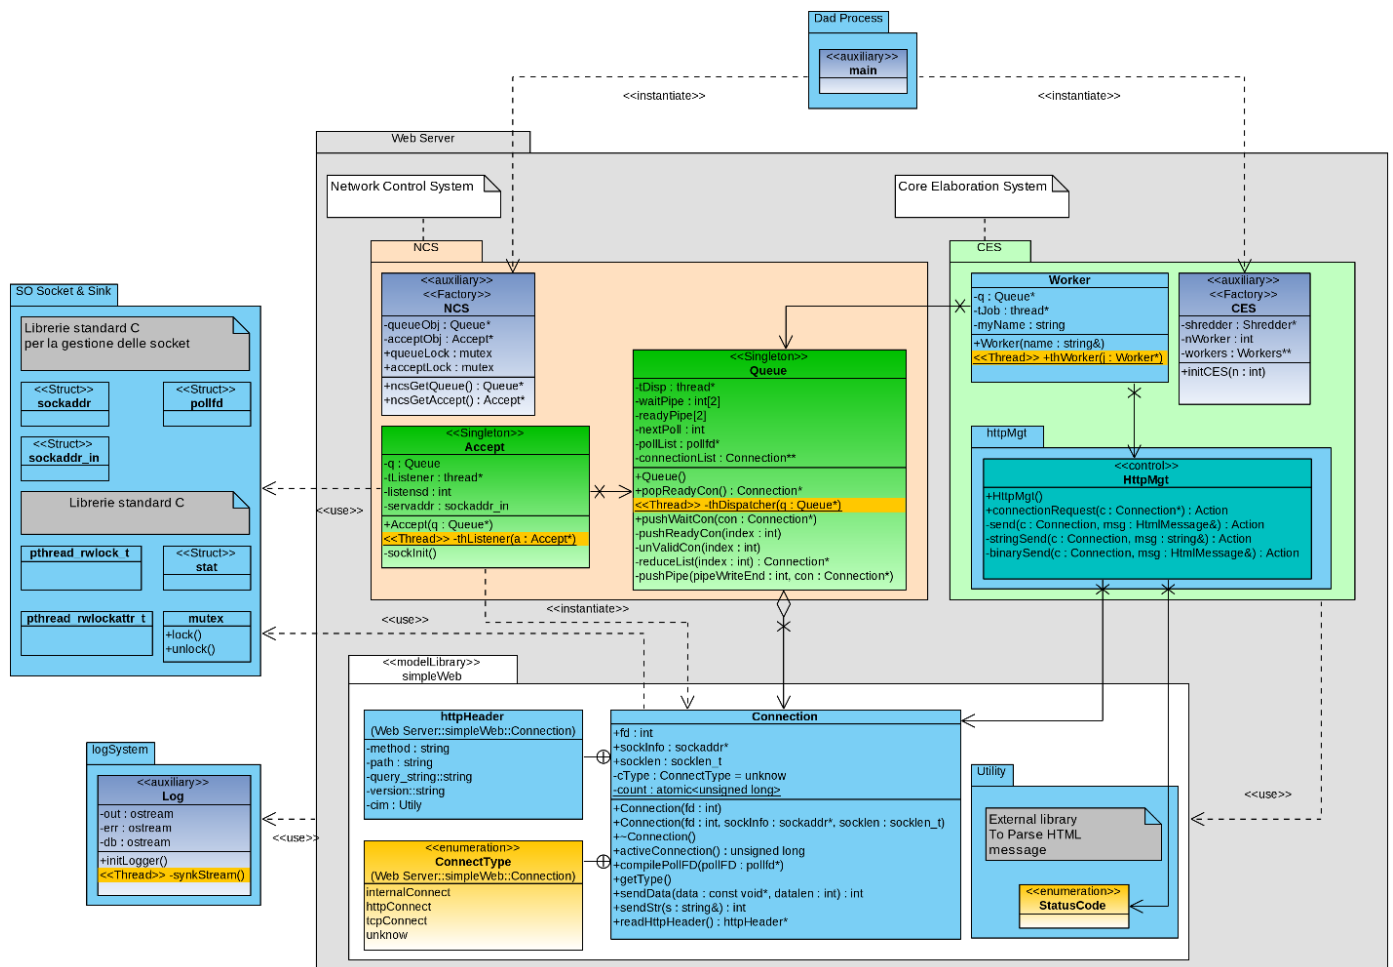 Dad Process
<<auxiliary>>
main
<<instantiate>>
<<instantiate>>
Web Server
Network Control System
Core Elaboration System
NCS
<<auxiliary>>
<<Factory>>
NCS
-queueObj : Queue*
-acceptObj : Accept*
+queueLock : mutex
+acceptLock : mutex
+ncsGetQueue() : Queue*
+ncsGetAccept() : Accept*
<<Singleton>>
Accept
-q : Queue
-tListener : thread*
-listensd : int
-servaddr : sockaddr_in
+Accept(q : Queue*)
<<Thread>> -thListener(a : Accept*)
-sockInit()
<<Singleton>>
Queue
-tDisp : thread*
-waitPipe : int[2]
-readyPipe[2]
-nextPoll : int
-pollList : pollfd*
-connectionList : Connection**
+Queue()
+popReadyCon() : Connection*
<<Thread>> -thDispatcher(q : Queue*)
+pushWaitCon(con : Connection*)
-pushReadyCon(index : int)
-unValidCon(index : int)
-reduceList(index : int) : Connection*
-pushPipe(pipeWriteEnd : int, con : Connection*)
CES
Worker
-q : Queue*
-tJob : thread*
-myName : string
+Worker(name : string&)
<<Thread>> +thWorker(j : Worker*)
<<auxiliary>>
<<Factory>>
CES
-shredder : Shredder*
-nWorker : int
-workers : Workers**
+initCES(n : int)
httpMgt
<<control>>
HttpMgt
+HttpMgt()
+connectionRequest(c : Connection*) : Action
-send(c : Connection, msg : HtmlMessage&) : Action
-stringSend(c : Connection, msg : string&) : Action
-binarySend(c : Connection, msg : HtmlMessage&) : Action
SO Socket & Sink
Librerie standard C
per la gestione delle socket
<<Struct>>
sockaddr
<<Struct>>
pollfd
<<Struct>>
sockaddr_in
Librerie standard C
pthread_rwlock_t
<<Struct>>
stat
pthread_rwlockattr_t
mutex
+lock()
+unlock()
<<use>>
<<instantiate>>
<<use>>
<<modelLibrary>>
simpleWeb
httpHeader
(Web Server::simpleWeb::Connection)
-method : string
-path : string
-query_string::string
-version::string
-cim : Utily
<<enumeration>>
ConnectType
(Web Server::simpleWeb::Connection)
internalConnect
httpConnect
tcpConnect
unknow
Connection
+fd : int
+sockInfo : sockaddr*
+socklen : socklen_t
-cType : ConnectType = unknow
-count : atomic<unsigned long>
+Connection(fd : int)
+Connection(fd : int, sockInfo : sockaddr*, socklen : socklen_t)
+~Connection()
+activeConnection() : unsigned long
+compilePollFD(pollFD : pollfd*)
+getType()
+sendData(data : const void*, datalen : int) : int
+sendStr(s : string&) : int
+readHttpHeader() : httpHeader*
Utility
External library
To Parse HTML
message
<<enumeration>>
StatusCode
<<use>>
logSystem
<<auxiliary>>
Log
-out : ostream
-err : ostream
-db : ostream
+initLogger()
<<Thread>> -synkStream()
<<use>>